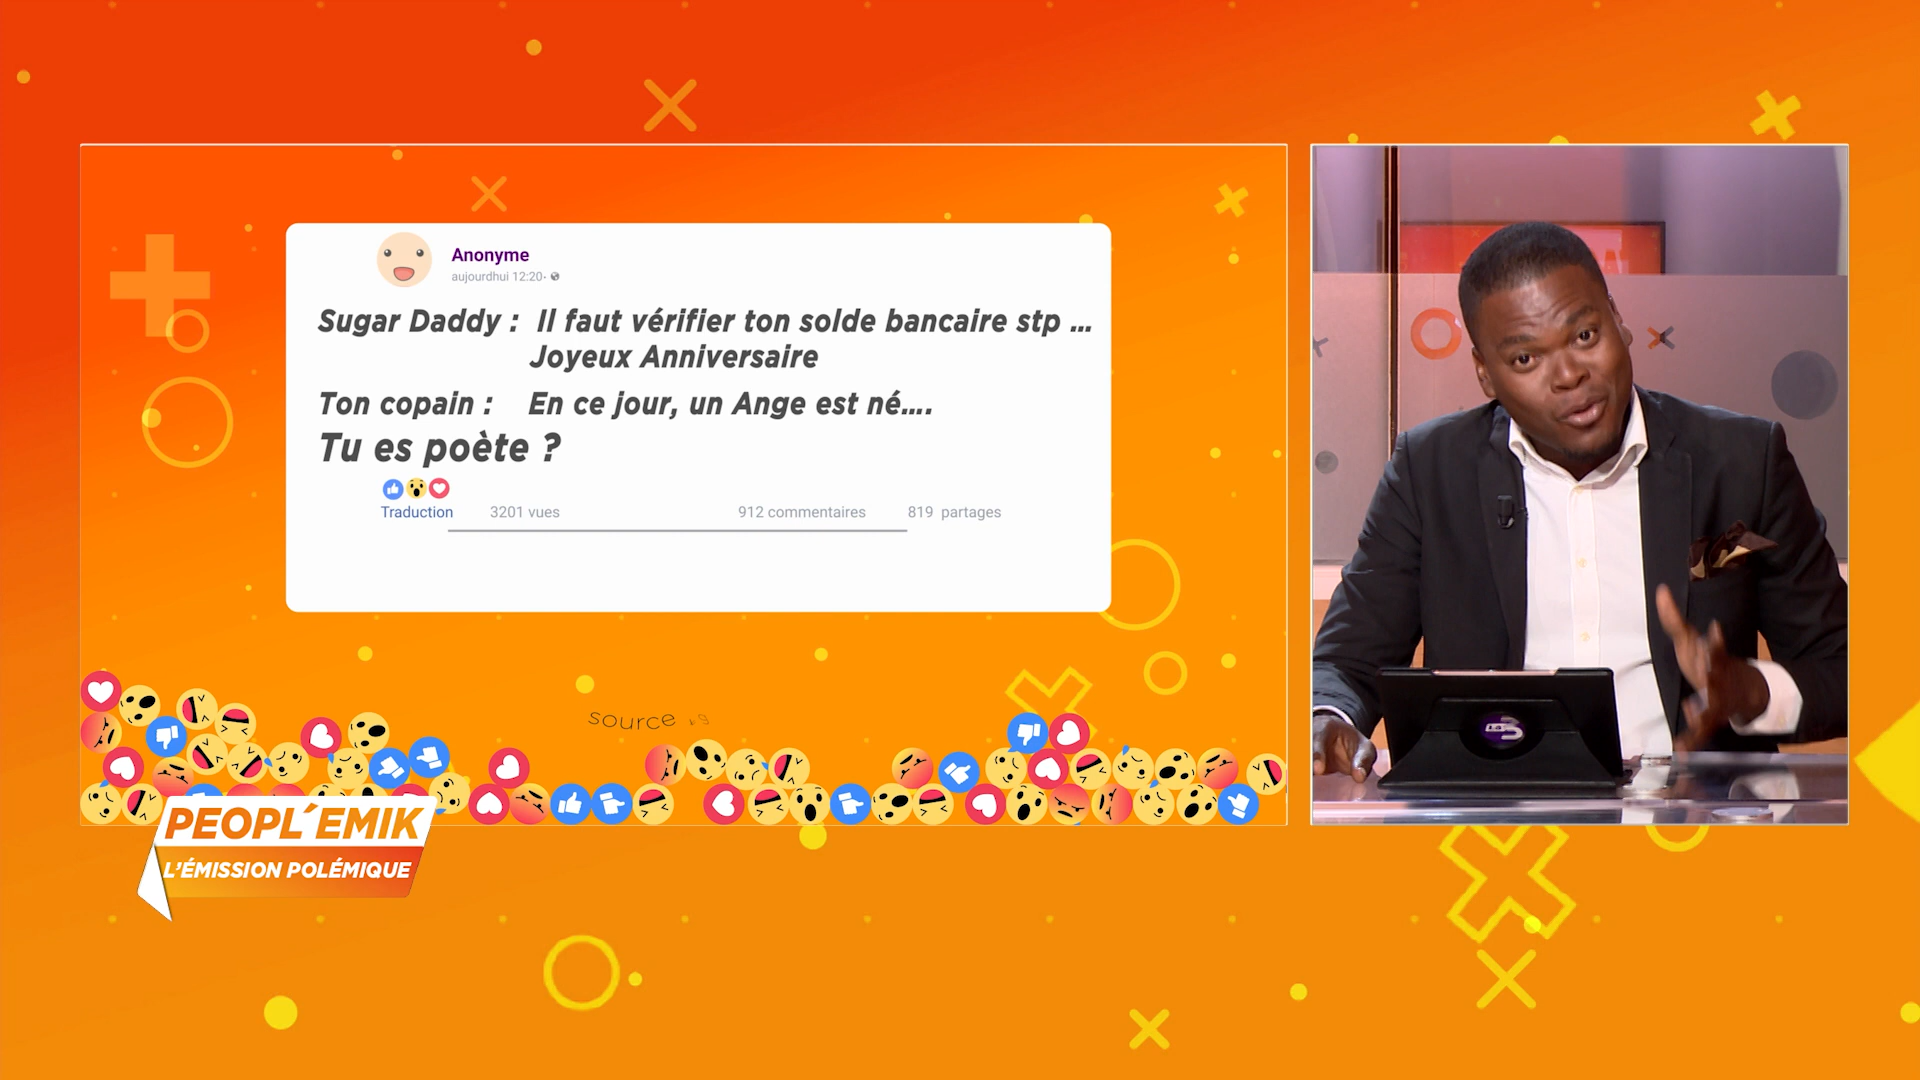 Anonyme
aujourdhui 12:20·
Sugar Daddy : Il faut vérifier ton solde bancaire stp ...
Joyeux Anniversaire
Ton copain : En ce jour, un Ange est né....
Tu es poète ?
Traduction 3201 vues 912 commentaires 819 partages
source
PEOPL´EMIK
L'ÉMISSION POLÉMIQUE